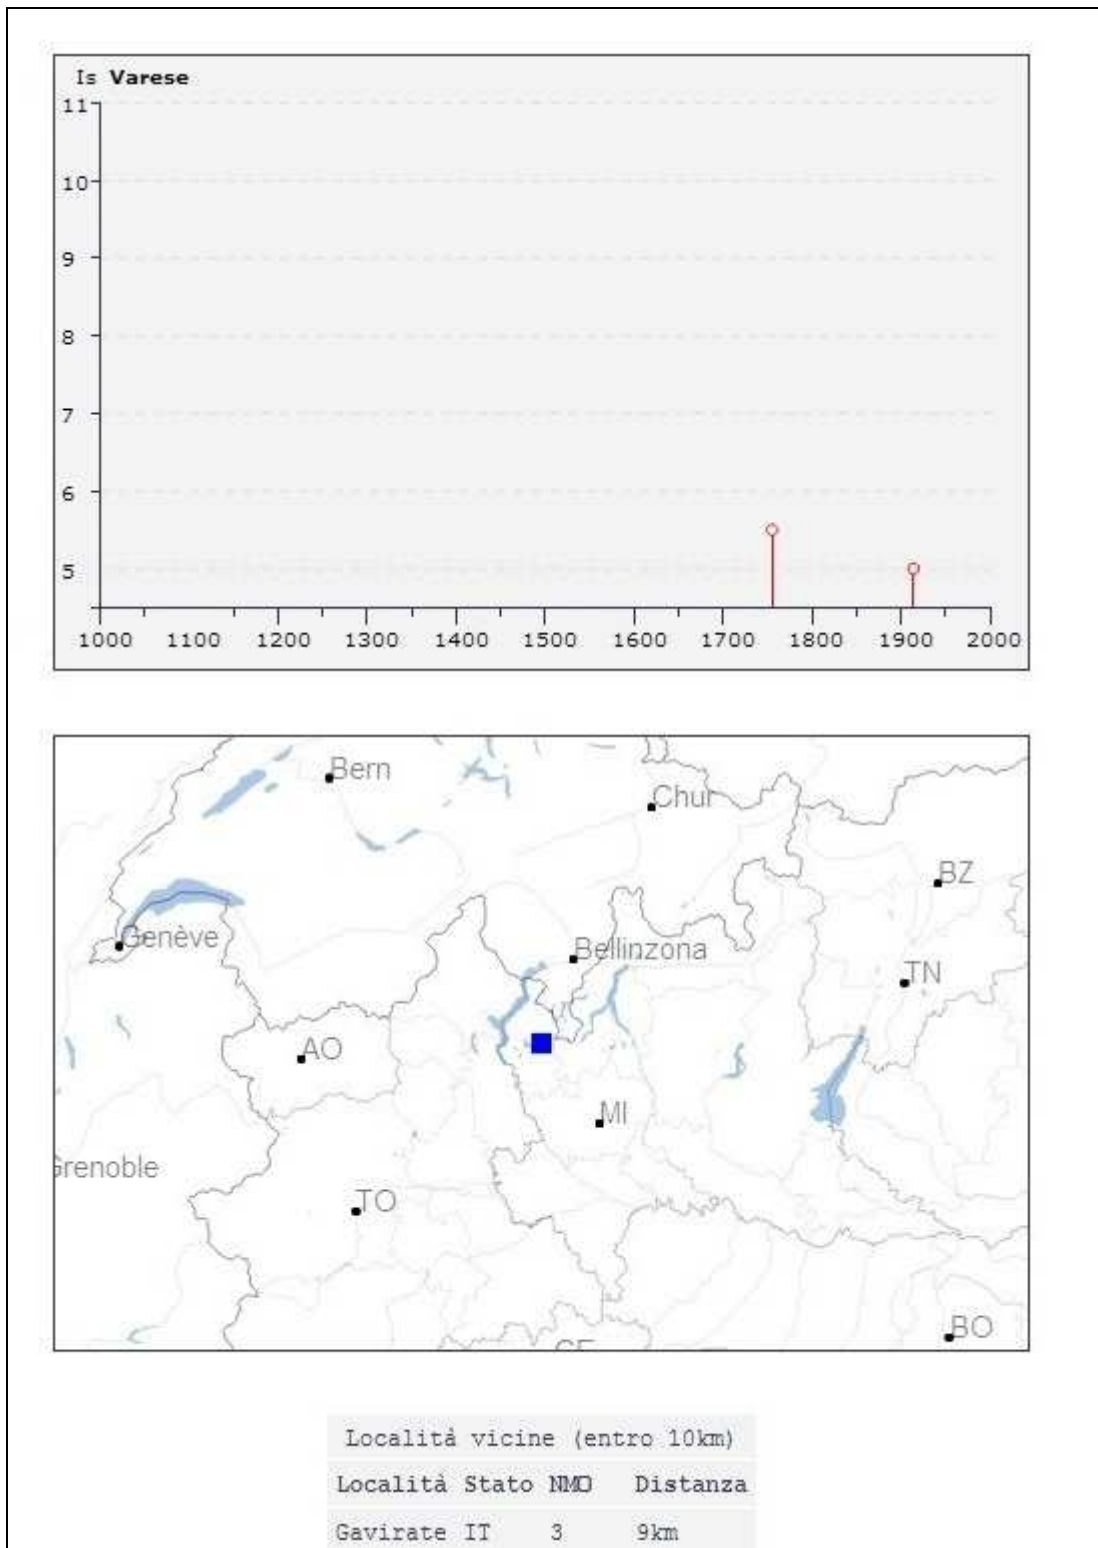 Is Varese
11
10
9
8
7
6
5
1000 1100 1200 1300 1400 1500 1600 1700 1800 1900 2000
Bern
Chur
BZ
Genève
Bellinzona
TN
AO
MI
Grenoble
TO
BO
Località vicine (entro 10km)
Località Stato NMO Distanza
Gavirate IT 3 9km